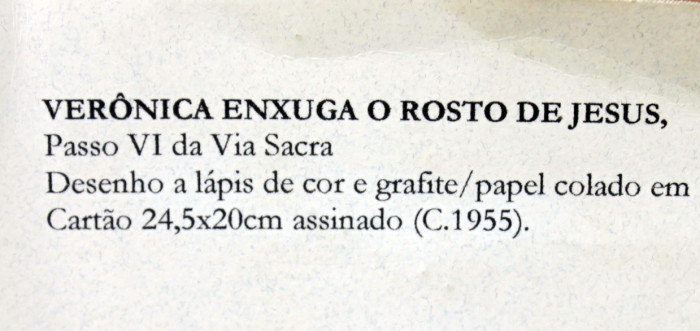 VERÔNICA ENXUGA O ROSTO DE JESUS,
Passo VI da Via Sacra
Desenho a lápis de cor e grafite/papel colado em
Cartão 24,5x20cm assinado (C.1955).